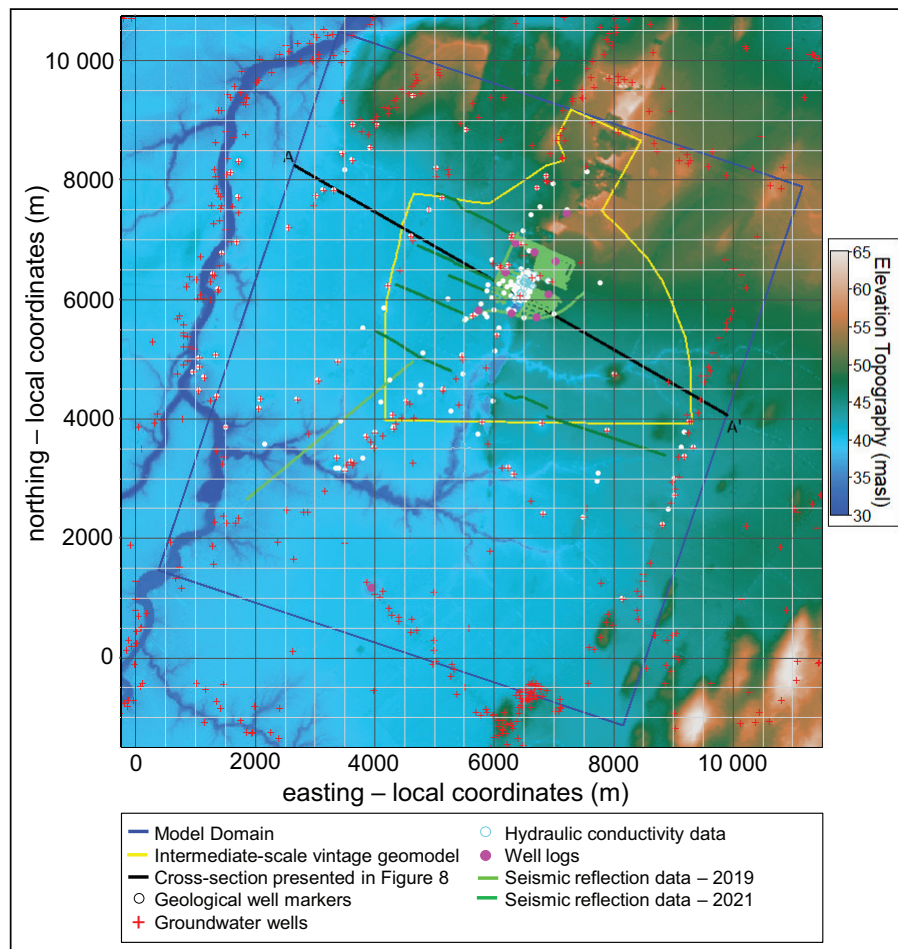 10 000
8000
6000
4000
2000
0
northing – local coordinates (m)
A
A'
0
2000
4000
6000
8000
10 000
easting – local coordinates (m)
65
60
55
50
45
40
35
30
Elevation Topography (masl)
Model Domain
Intermediate-scale vintage geomodel
Cross-section presented in Figure 8
Geological well markers
Groundwater wells
Hydraulic conductivity data
Well logs
Seismic reflection data – 2019
Seismic reflection data – 2021